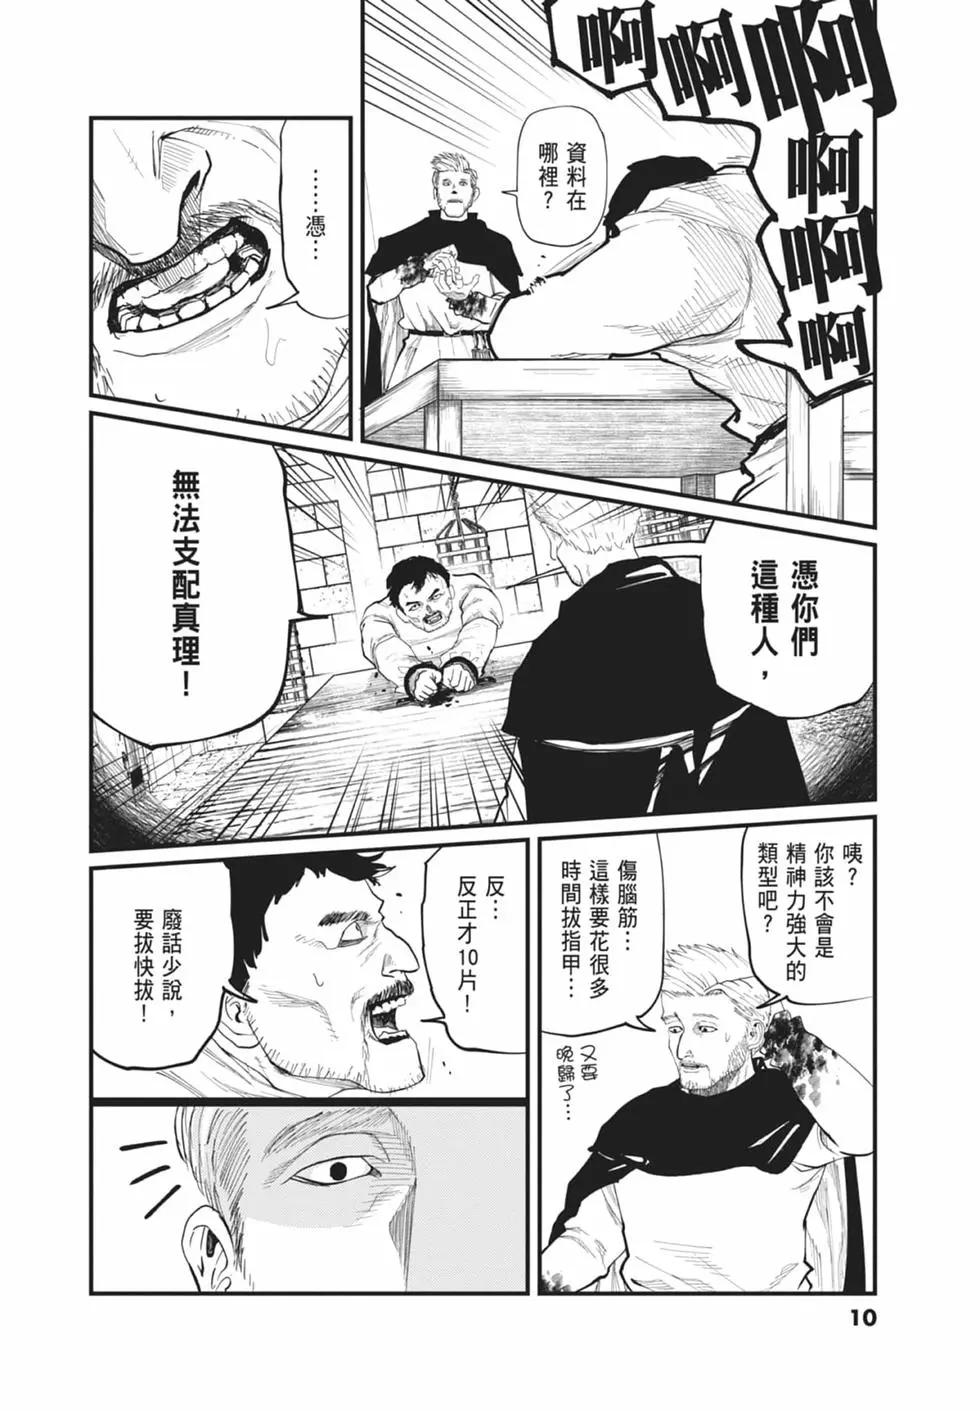 啊啊啊
啊啊啊
資料在
哪裡？
……憑…
憑你們
這種人，
無法支配真理！
咦？
你該不會是
精神力強大的
類型吧？
傷腦筋…
這樣要花很多
時間拔指甲…
又要
晚歸了…
反…
反正才10片！
廢話少說，
要拔快拔！
10